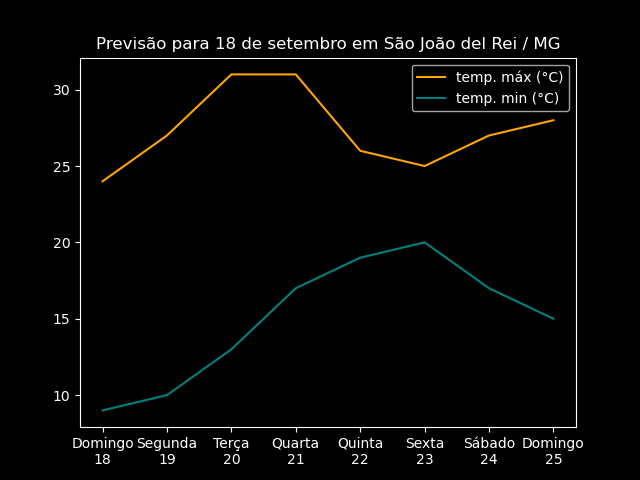 Previsão para 18 de setembro em São João del Rei / MG
temp. máx (°C)
temp. min (°C)
30
25
20
15
10
Domingo Segunda Terça Quarta Quinta Sexta Sábado Domingo
18 19 20 21 22 23 24 25